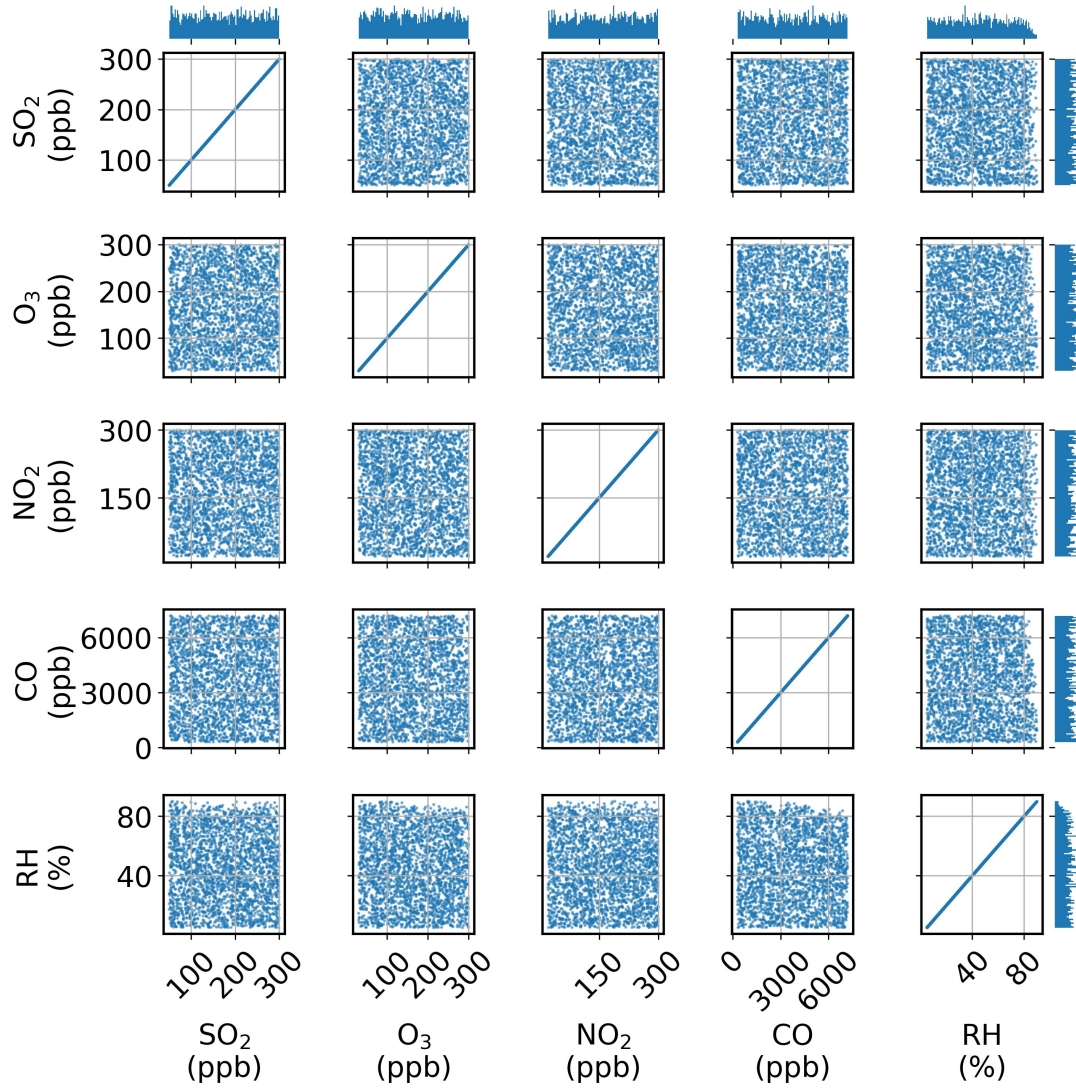 SO₂
(ppb)
300
200
100
O₃
(ppb)
300
200
100
NO₂
(ppb)
300
150
CO
(ppb)
6000
3000
0
RH
(%)
80
40
100 200 300 100 200 300 150 300 0 3000 6000 40 80
SO₂ O₃ NO₂ CO RH
(ppb) (ppb) (ppb) (ppb) (%)